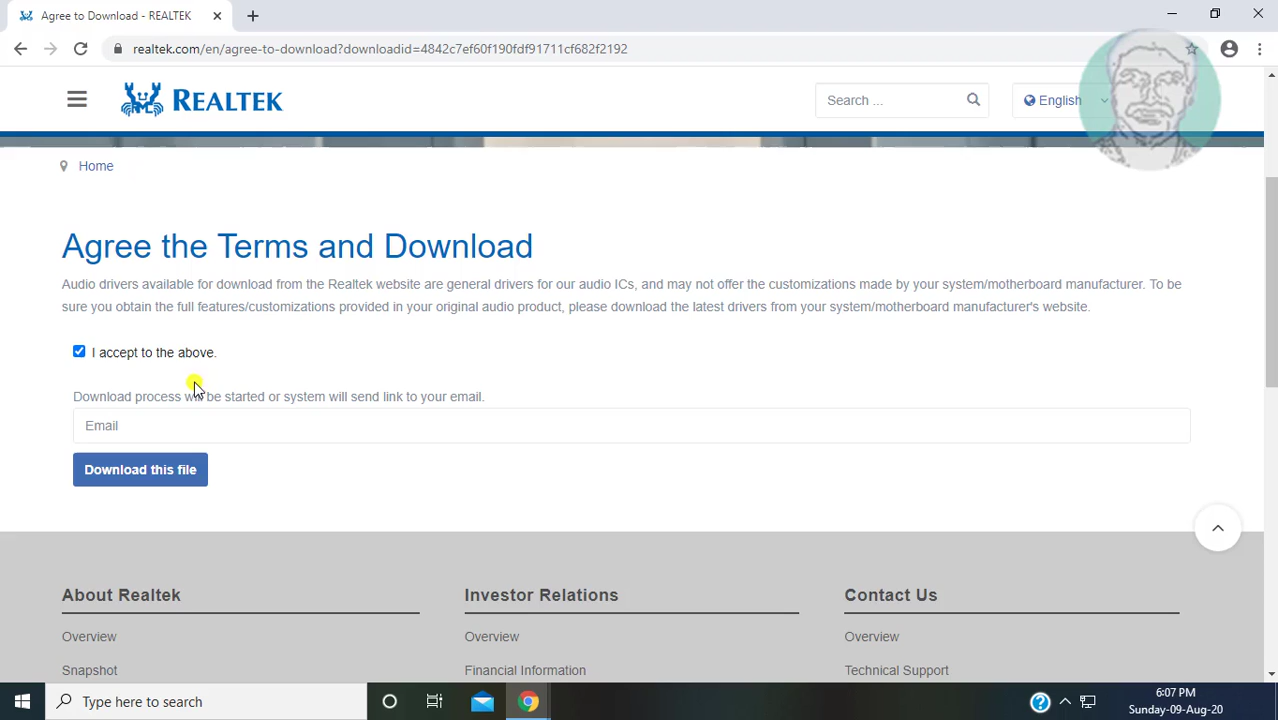 Agree to Download - REALTEK
realtek.com/en/agree-to-download?downloadid=4842c7ef60f190fdf91711cf682f2192
REALTEK
Search ...
English
Home
Agree the Terms and Download
Audio drivers available for download from the Realtek website are general drivers for our audio ICs, and may not offer the customizations made by your system/motherboard manufacturer. To be
sure you obtain the full features/customizations provided in your original audio product, please download the latest drivers from your system/motherboard manufacturer's website.
I accept to the above.
Download process will be started or system will send link to your email.
Email
Download this file
About Realtek
Investor Relations
Contact Us
Overview
Overview
Overview
Snapshot
Financial Information
Technical Support
Type here to search
6:07 PM
Sunday-09-Aug-20